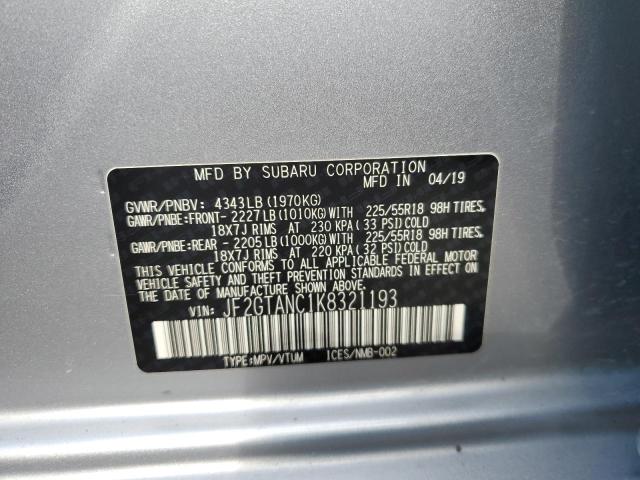 MFD BY SUBARU CORPORATION
MFD IN 04/19
GVWR/PNBV: 4343LB(1970KG)
GAWR/PNBE:FRONT- 2227LB(1010KG)WITH 225/55R18 98H TIRES,
18X7J RIMS AT 230 KPA(33 PSI)COLD
GAWR/PNBE:REAR - 2205LB(1000KG)WITH 225/55R18 98H TIRES,
18X7J RIMS AT 220 KPA(32 PSI)COLD
THIS VEHICLE CONFORMS TO ALL APPLICABLE FEDERAL MOTOR
VEHICLE SAFETY AND THEFT PREVENTION STANDARDS IN EFFECT
ON THE DATE OF MANUFACTURE SHOWN ABOVE.
VIN: JF2GTANC1K8321193
TYPE:MPV/VTUM ICES/NMB-002